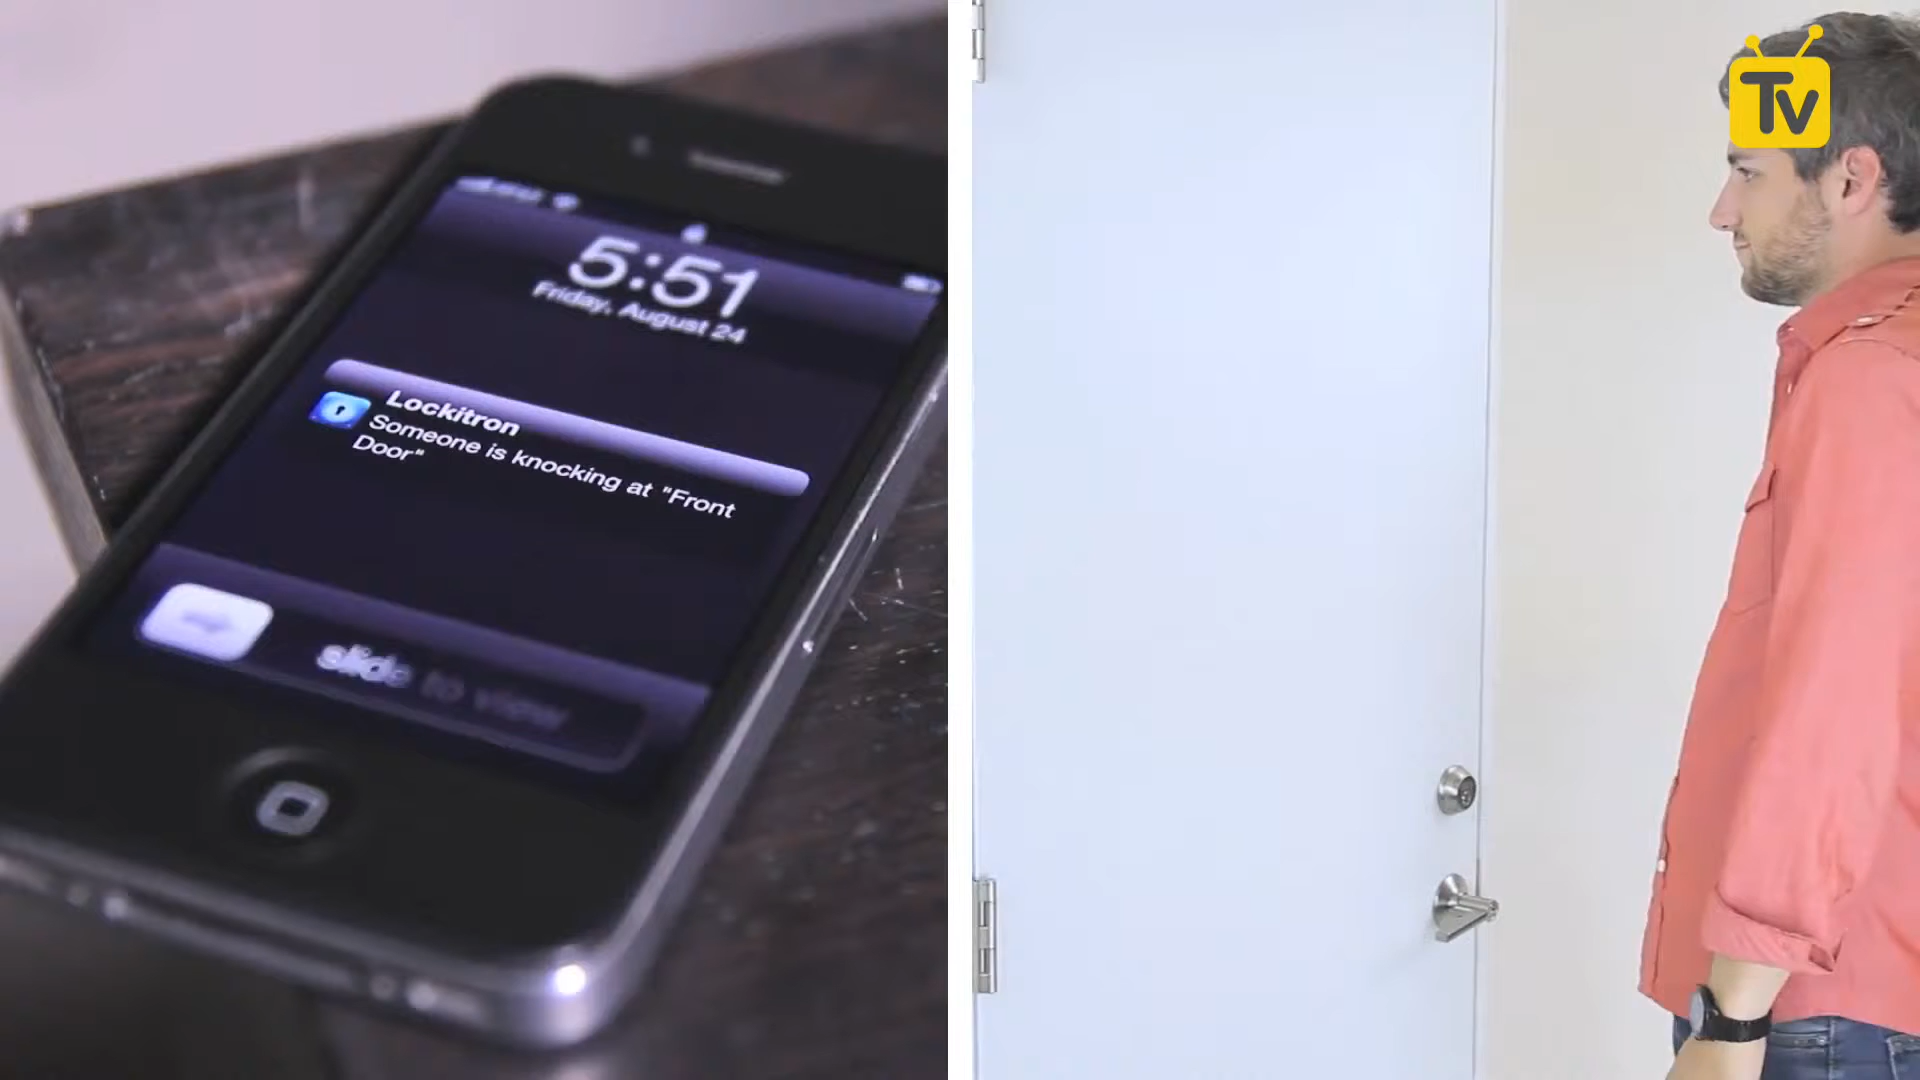 5:51
Friday, August 24
Lockitron
Someone is knocking at "Front
Door"
slide to view
TV